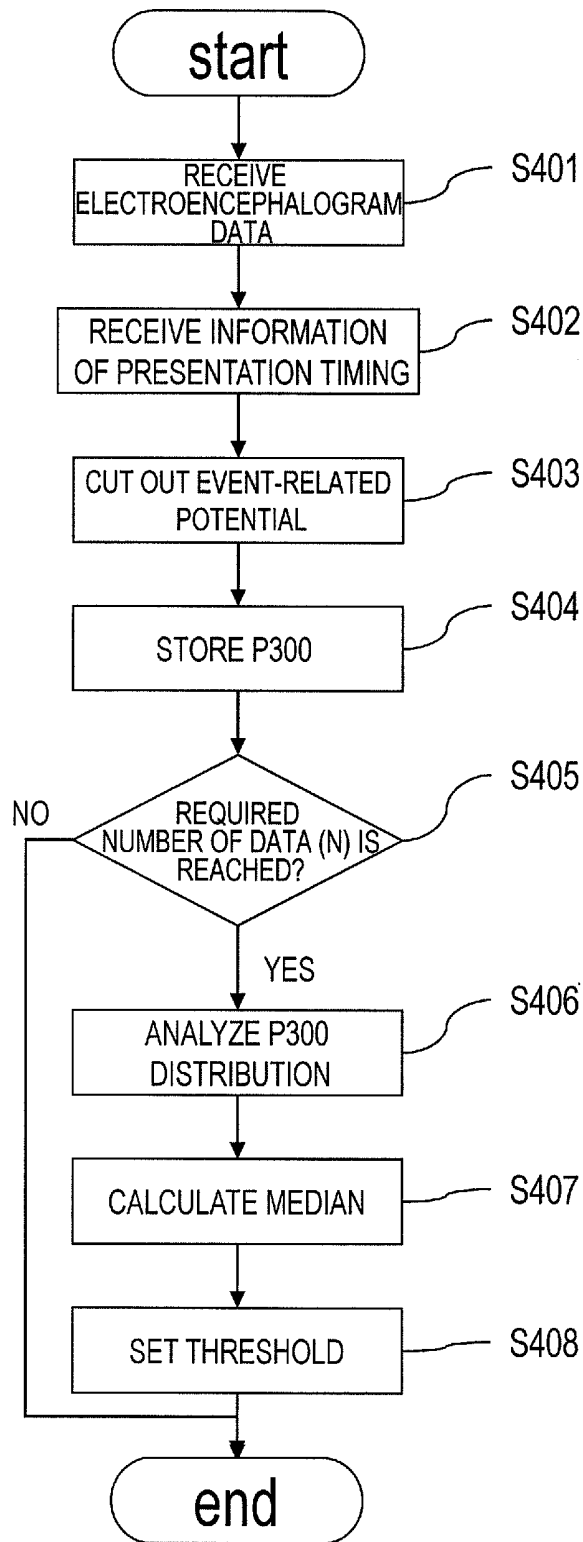 start
RECEIVE
ELECTROENCEPHALOGRAM
DATA
S401
RECEIVE INFORMATION
OF PRESENTATION TIMING
S402
CUT OUT EVENT-RELATED
POTENTIAL
S403
STORE P300
S404
REQUIRED
NUMBER OF DATA (N) IS
REACHED?
S405
NO
YES
ANALYZE P300
DISTRIBUTION
S406
CALCULATE MEDIAN
S407
SET THRESHOLD
S408
end